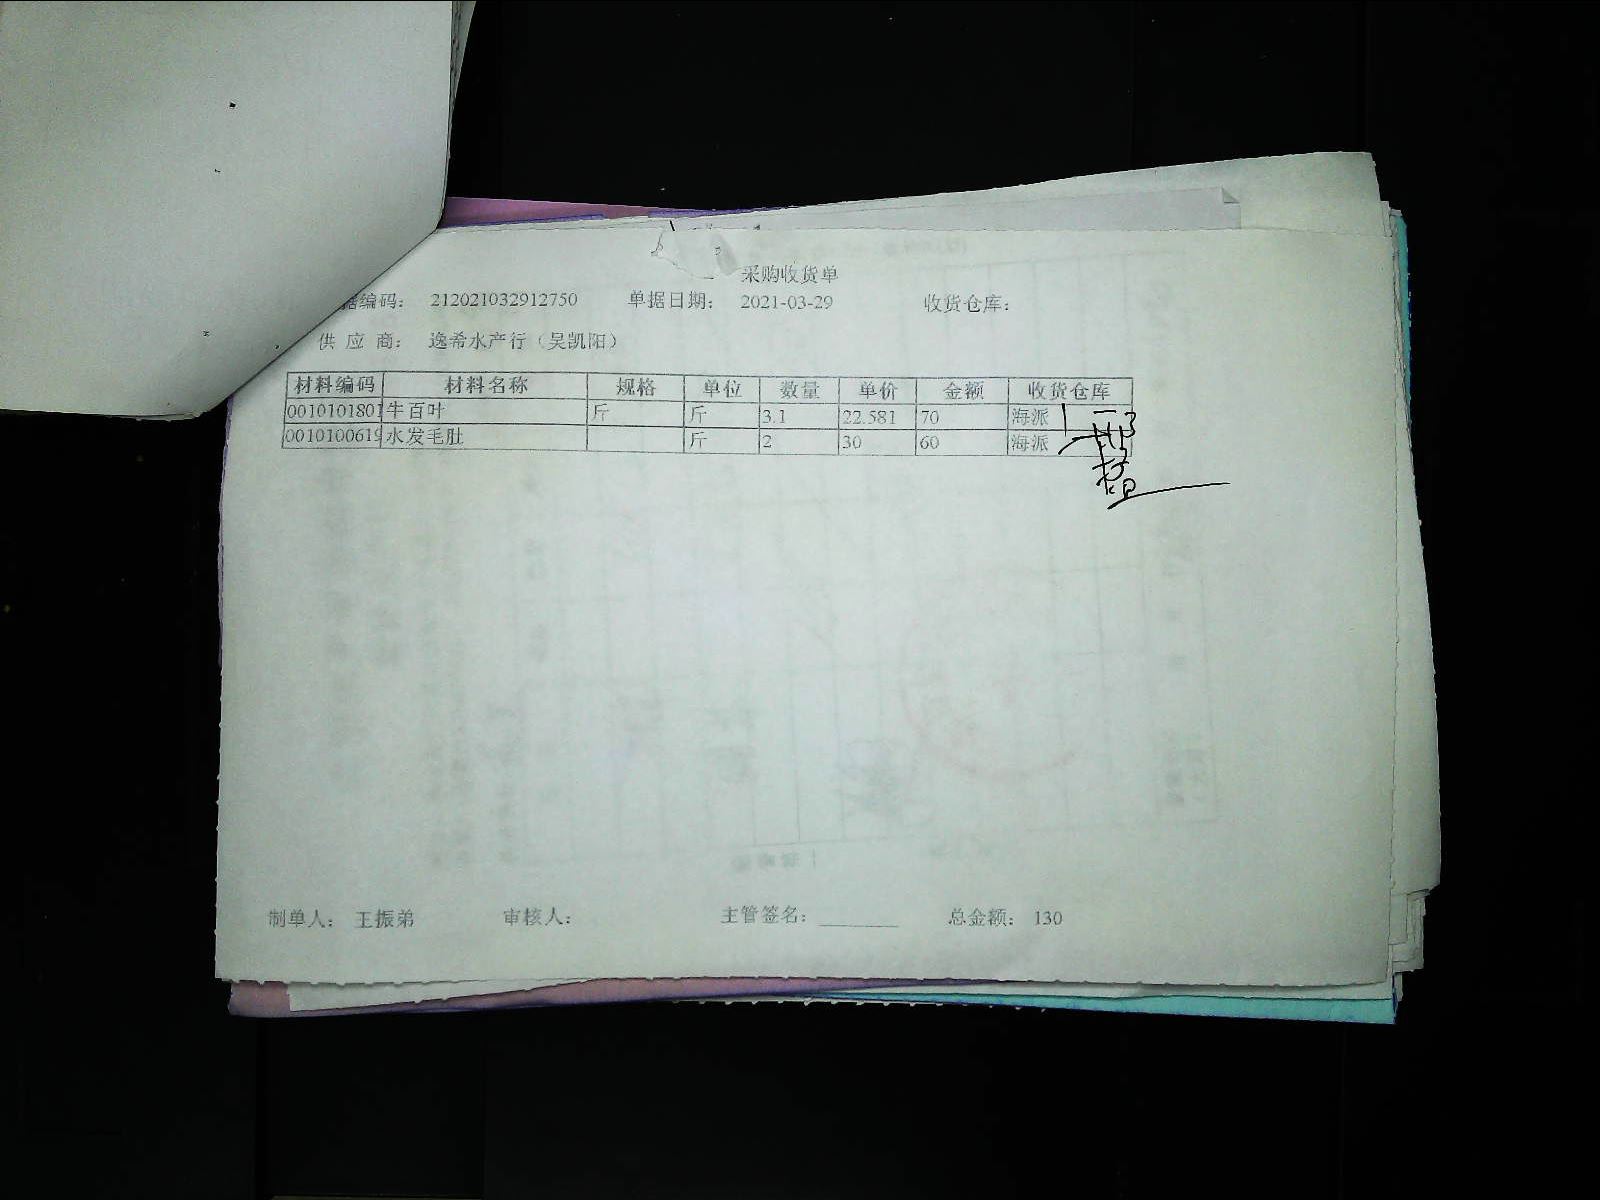 采购收货单
据编码： 212021032912750 单据日期： 2021-03-29 收货仓库：
供应商： 逸希水产行（吴凯阳）
材料编码 材料名称 规格 单位 数量 单价 金额 收货仓库
0010101801 牛百叶 斤 斤 3.1 22.581 70 海派
001010061 水发毛肚 斤 2 30 60 海派
制单人： 王振弟 审核人： 主管签名：________ 总金额： 130